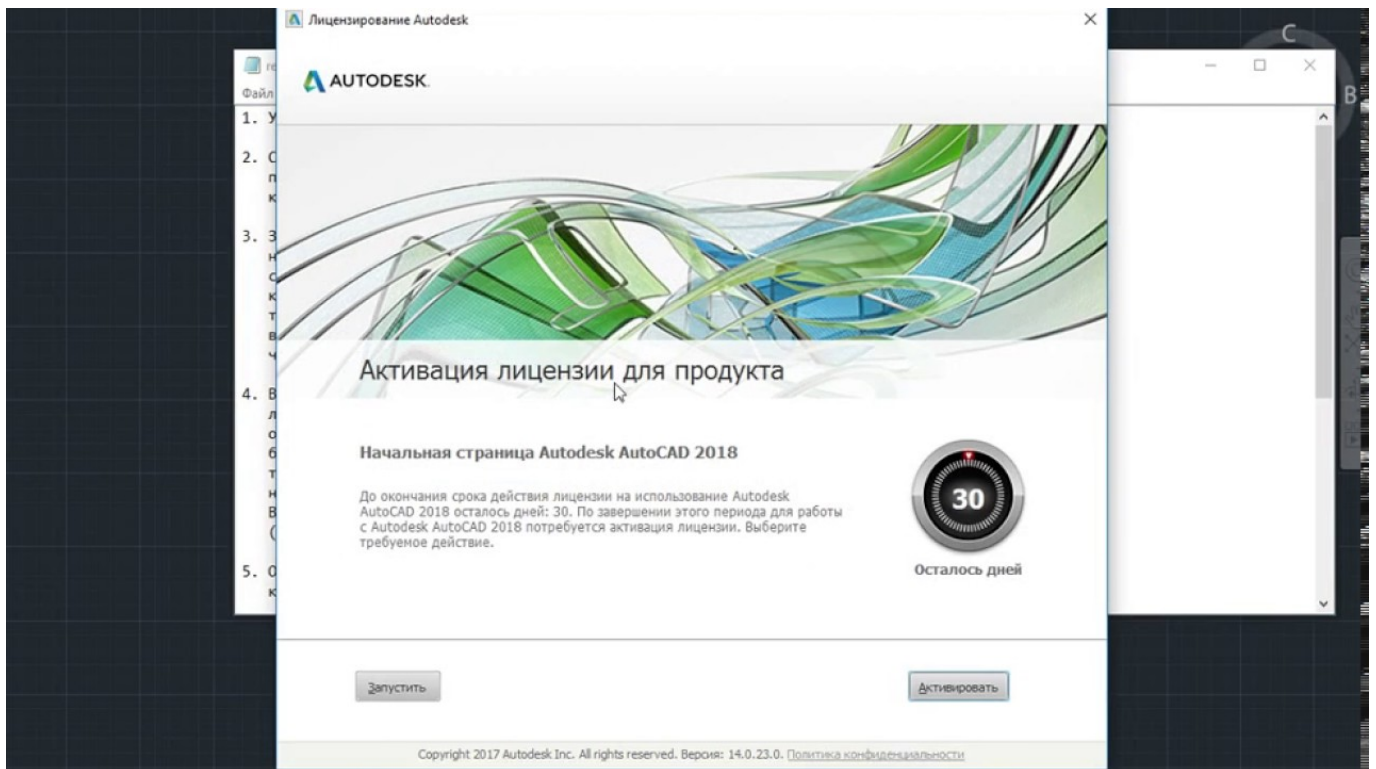 Лицензирование Autodesk
AUTODESK.
Файл
1.
2.
3.
4.
5.
С
В
Активация лицензии для продукта
Начальная страница Autodesk AutoCAD 2018
До окончания срока действия лицензии на использование Autodesk
AutoCAD 2018 осталось дней: 30. По завершении этого периода для работы
с Autodesk AutoCAD 2018 потребуется активация лицензии. Выберите
требуемое действие.
30
Осталось дней
Запустить
Активировать
Copyright 2017 Autodesk Inc. All rights reserved. Версия: 14.0.23.0. Политика конфиденциальности